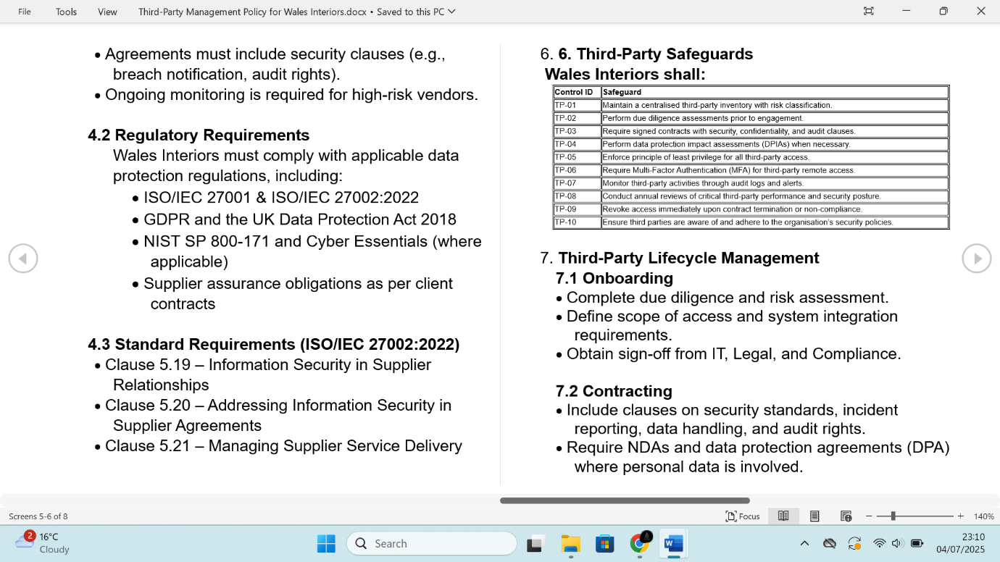 File Tools View Third-Party Management Policy for Wales Interiors.docx • Saved to this PC
• Agreements must include security clauses (e.g.,
breach notification, audit rights).
• Ongoing monitoring is required for high-risk vendors.
4.2 Regulatory Requirements
Wales Interiors must comply with applicable data
protection regulations, including:
• ISO/IEC 27001 & ISO/IEC 27002:2022
• GDPR and the UK Data Protection Act 2018
• NIST SP 800-171 and Cyber Essentials (where
applicable)
• Supplier assurance obligations as per client
contracts
4.3 Standard Requirements (ISO/IEC 27002:2022)
• Clause 5.19 – Information Security in Supplier
Relationships
• Clause 5.20 – Addressing Information Security in
Supplier Agreements
• Clause 5.21 – Managing Supplier Service Delivery
6. 6. Third-Party Safeguards
Wales Interiors shall:
Control ID Safeguard
TP-01 Maintain a centralised third-party inventory with risk classification.
TP-02 Perform due diligence assessments prior to engagement.
TP-03 Require signed contracts with security, confidentiality, and audit clauses.
TP-04 Perform data protection impact assessments (DPIAs) when necessary.
TP-05 Enforce principle of least privilege for all third-party access.
TP-06 Require Multi-Factor Authentication (MFA) for third-party remote access.
TP-07 Monitor third-party activities through audit logs and alerts.
TP-08 Conduct annual reviews of critical third-party performance and security posture.
TP-09 Revoke access immediately upon contract termination or non-compliance.
TP-10 Ensure third parties are aware of and adhere to the organisation's security policies.
7. Third-Party Lifecycle Management
7.1 Onboarding
• Complete due diligence and risk assessment.
• Define scope of access and system integration
requirements.
• Obtain sign-off from IT, Legal, and Compliance.
7.2 Contracting
• Include clauses on security standards, incident
reporting, data handling, and audit rights.
• Require NDAs and data protection agreements (DPA)
where personal data is involved.
Screens 5-6 of 8 Focus 140%
2 16°C
Cloudy
Search
23:10
04/07/2025